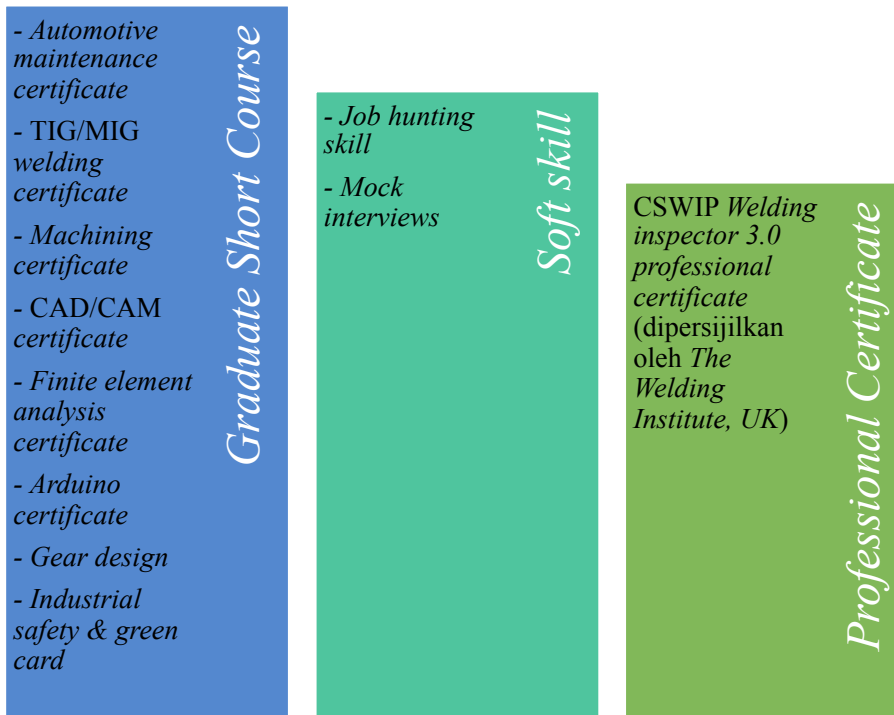 - Automotive
maintenance
certificate
- TIG/MIG
welding
certificate
- Machining
certificate
- CAD/CAM
certificate
- Finite element
analysis
certificate
- Arduino
certificate
- Gear design
- Industrial
safety & green
card
Graduate Short Course
- Job hunting
skill
- Mock
interviews
Soft skill
CSWIP Welding
inspector 3.0
professional
certificate
(dipersijilkan
oleh The
Welding
Institute, UK)
Professional Certificate